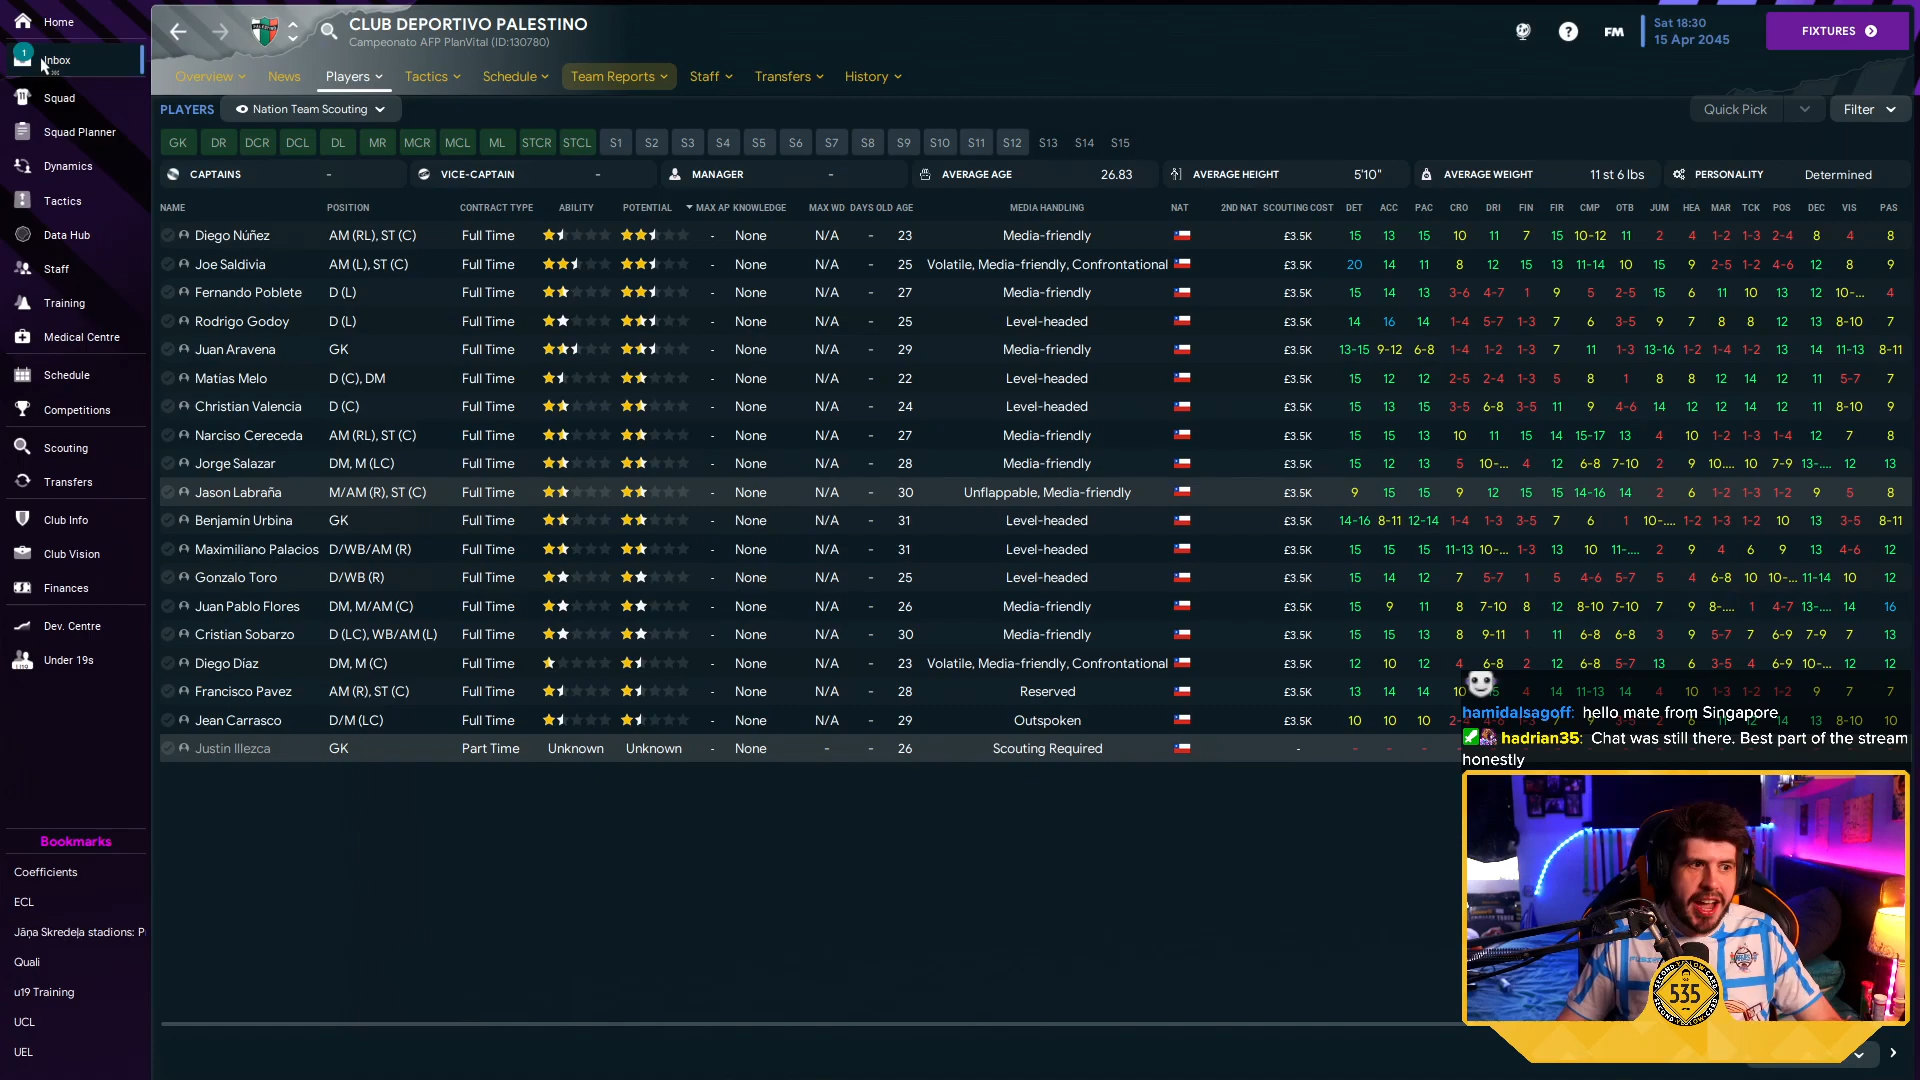 Home
CLUB DEPORTIVO PALESTINO
Campeonato AFP PlanVital (ID:130780)
FM
Sat 18:30
15 Apr 2045
FIXTURES
1
Inbox
Overview News Players Tactics Schedule Team Reports Staff Transfers History
Squad
Squad Planner
Dynamics
Tactics
Data Hub
Staff
Training
Medical Centre
Schedule
Competitions
Scouting
Transfers
Club Info
Club Vision
Finances
Dev. Centre
Under 19s
Bookmarks
Coefficients
ECL
Jāņa Skredeļa stadions: P
Quali
u19 Training
UCL
UEL
PLAYERS Nation Team Scouting Quick Pick Filter
GK DR DCR DCL DL MR MCR MCL ML STCR STCL S1 S2 S3 S4 S5 S6 S7 S8 S9 S10 S11 S12 S13 S14 S15
CAPTAINS - VICE-CAPTAIN - MANAGER - AVERAGE AGE 26.83 AVERAGE HEIGHT 5'10" AVERAGE WEIGHT 11 st 6 lbs PERSONALITY Determined
NAME POSITION CONTRACT TYPE ABILITY POTENTIAL MAX AP KNOWLEDGE MAX WD DAYS OLD AGE MEDIA HANDLING NAT 2ND NAT SCOUTING COST DET ACC PAC CRO DRI FIN FIR CMP OTB JUM HEA MAR TCK POS DEC VIS PAS
Diego Núñez AM (RL), ST (C) Full Time - None N/A - 23 Media-friendly £3.5K 15 13 15 10 11 7 15 10-12 11 2 4 1-2 1-3 2-4 8 4 8
Joe Saldivia AM (L), ST (C) Full Time - None N/A - 25 Volatile, Media-friendly, Confrontational £3.5K 20 14 11 8 12 15 13 11-14 10 15 9 2-5 1-2 4-6 12 8 9
Fernando Poblete D (L) Full Time - None N/A - 27 Media-friendly £3.5K 15 14 13 3-6 4-7 1 9 5 2-5 15 6 11 10 13 12 10-... 4
Rodrigo Godoy D (L) Full Time - None N/A - 25 Level-headed £3.5K 14 16 14 1-4 5-7 1-3 7 6 3-5 9 7 8 8 12 13 8-10 7
Juan Aravena GK Full Time - None N/A - 29 Media-friendly £3.5K 13-15 9-12 6-8 1-4 1-2 1-3 7 11 1-3 13-16 1-2 1-4 1-2 13 14 11-13 8-11
Matías Melo D (C), DM Full Time - None N/A - 22 Level-headed £3.5K 15 12 12 2-5 2-4 1-3 5 8 1 8 8 12 14 12 11 5-7 7
Christian Valencia D (C) Full Time - None N/A - 24 Level-headed £3.5K 15 13 15 3-5 6-8 3-5 11 9 4-6 14 12 12 14 12 11 8-10 9
Narciso Cereceda AM (RL), ST (C) Full Time - None N/A - 27 Media-friendly £3.5K 15 15 13 10 11 15 14 15-17 13 4 10 1-2 1-3 1-4 12 7 8
Jorge Salazar DM, M (LC) Full Time - None N/A - 28 Media-friendly £3.5K 15 12 13 5 10-... 4 12 6-8 7-10 2 9 10.... 10 7-9 13-.... 12 13
Jason Labraña M/AM (R), ST (C) Full Time - None N/A - 30 Unflappable, Media-friendly £3.5K 9 15 15 9 12 15 15 14-16 14 2 6 1-2 1-3 1-2 9 5 8
Benjamín Urbina GK Full Time - None N/A - 31 Level-headed £3.5K 14-16 8-11 12-14 1-4 1-3 3-5 7 6 1 10-.... 1-2 1-3 1-2 10 13 3-5 8-11
Maximiliano Palacios D/WB/AM (R) Full Time - None N/A - 31 Level-headed £3.5K 15 15 15 11-13 10-... 1-3 13 10 11-.... 2 9 4 6 9 13 4-6 12
Gonzalo Toro D/WB (R) Full Time - None N/A - 25 Level-headed £3.5K 15 14 12 7 5-7 1 5 4-6 5-7 5 4 6-8 10 10-... 11-14 10 12
Juan Pablo Flores DM, M/AM (C) Full Time - None N/A - 26 Media-friendly £3.5K 15 9 11 8 7-10 8 12 8-10 7-10 7 9 8-.... 1 4-7 13-.... 14 16
Cristian Sobarzo D (LC), WB/AM (L) Full Time - None N/A - 30 Media-friendly £3.5K 15 15 13 8 9-11 1 11 6-8 6-8 3 9 5-7 7 6-9 7-9 7 13
Diego Díaz DM, M (C) Full Time - None N/A - 23 Volatile, Media-friendly, Confrontational £3.5K 12 10 12 4 6-8 2 12 6-8 5-7 13 6 3-5 4 6-9 10-... 12 12
Francisco Pavez AM (R), ST (C) Full Time - None N/A - 28 Reserved £3.5K 13 14 14 10 4 14 11-13 14 4 10 1-3 1-2 1-2 9 7 7
Jean Carrasco D/M (LC) Full Time - None N/A - 29 Outspoken £3.5K 10 10 10 13 8-10 10
Justin Illezca GK Part Time Unknown Unknown - None - - 26 Scouting Required - - - -
hamidalsagoff: hello mate from Singapore
hadrian35: Chat was still there. Best part of the stream
honestly
SECOND YELLOW CARD
535